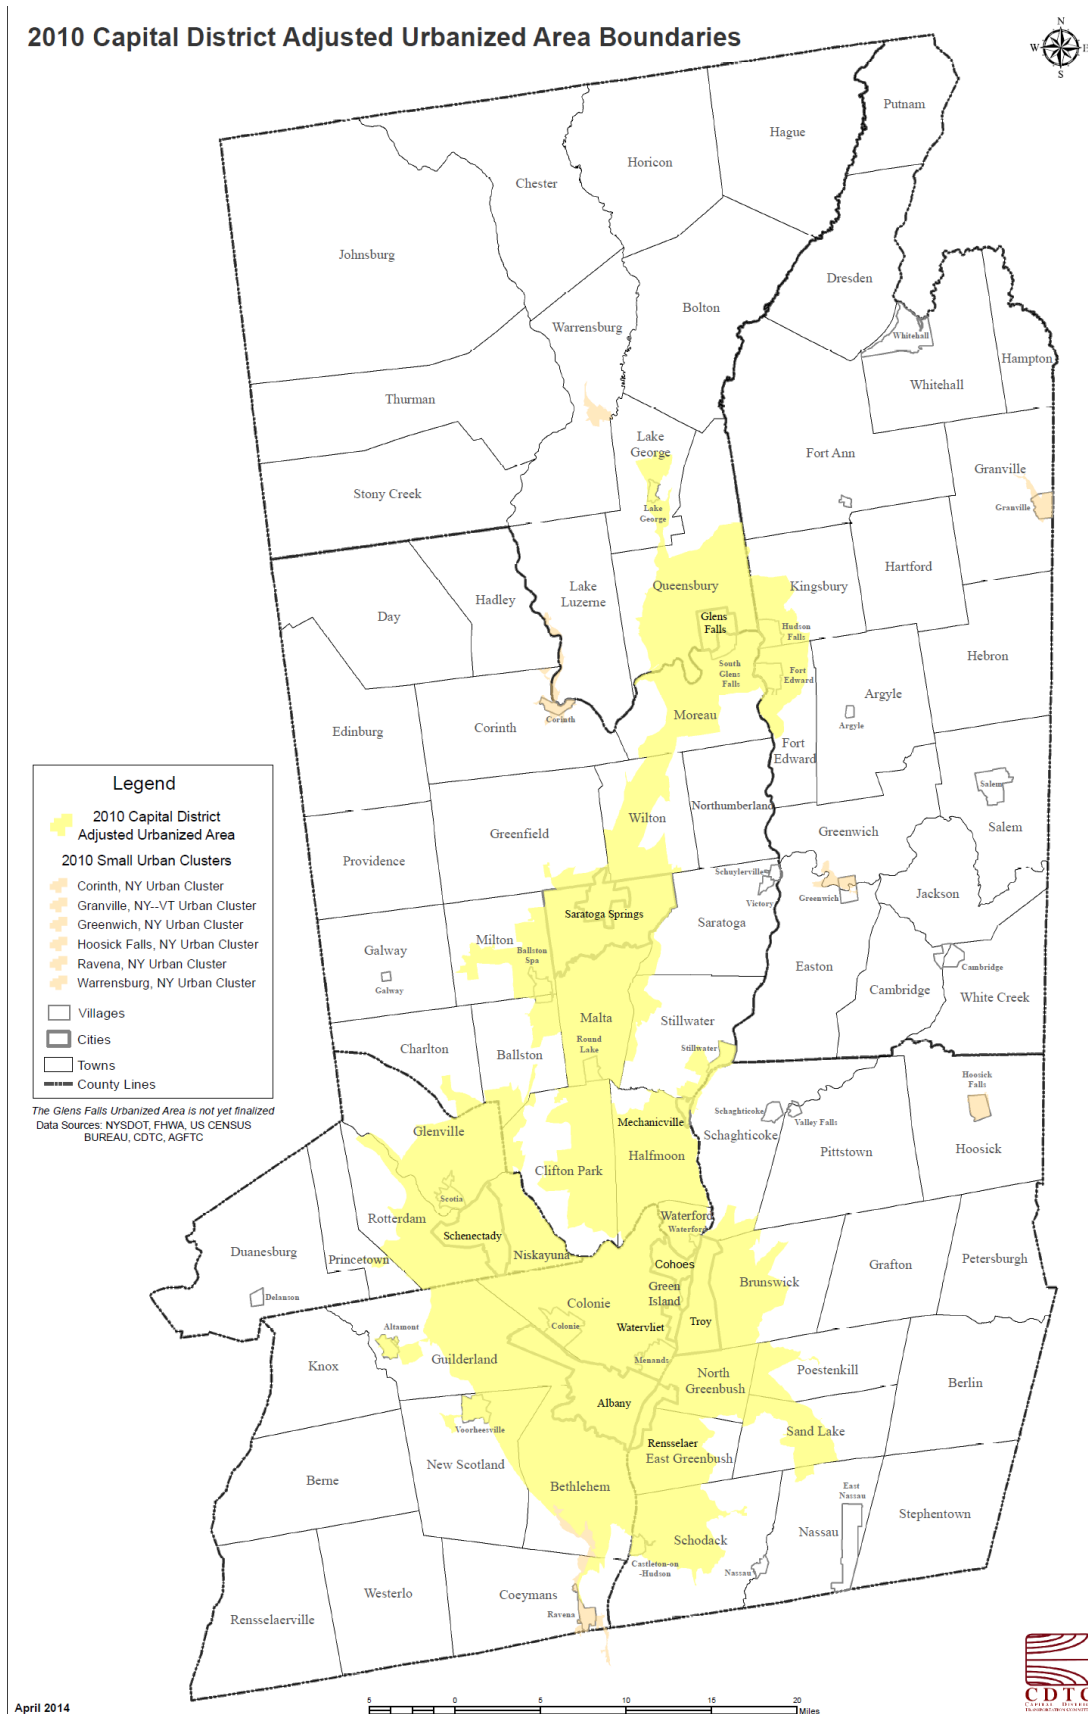 2010 Capital District Adjusted Urbanized Area Boundaries
N
W
E
S
Putnam
Hague
Horicon
Chester
Johnsburg
Dresden
Bolton
Warrensburg
Whitehall
Hampton
Whitehall
Thurman
Lake
George
Fort Ann
Granville
Stony Creek
Granville
Lake
George
Hartford
Queensbury
Kingsbury
Lake
Luzerne
Hadley
Day
Glens
Falls
Hudson
Falls
Hebron
South
Glens
Falls
Fort
Edward
Argyle
Argyle
Moreau
Corinth
Corinth
Edinburg
Fort
Edward
Salem
Salem
Northumberland
Wilton
Greenfield
Greenwich
Providence
Schuylerville
Victory
Greenwich
Jackson
Saratoga Springs
Saratoga
Milton
Ballston
Spa
Galway
Galway
Easton
Cambridge
Cambridge
White Creek
Malta
Stillwater
Round
Lake
Stillwater
Charlton
Ballston
Hoosick
Falls
Schaghticoke
Valley Falls
Mechanicville
Schaghticoke
Glenville
Pittstown
Hoosick
Halfmoon
Clifton Park
Scotia
Rotterdam
Waterford
Waterford
Schenectady
Duanesburg
Princetown
Niskayuna
Cohoes
Grafton
Petersburgh
Brunswick
Green
Island
Delanson
Colonie
Colonie
Watervliet
Troy
Altamont
Knox
Guilderland
Menands
North
Greenbush
Poestenkill
Berlin
Albany
Voorheesville
Sand Lake
Rensselaer
East Greenbush
New Scotland
Berne
Bethlehem
East
Nassau
Stephentown
Nassau
Schodack
Castleton-on
-Hudson
Nassau
Westerlo
Coeymans
Ravena
Rensselaerville
Legend
2010 Capital District
Adjusted Urbanized Area
2010 Small Urban Clusters
Corinth, NY Urban Cluster
Granville, NY--VT Urban Cluster
Greenwich, NY Urban Cluster
Hoosick Falls, NY Urban Cluster
Ravena, NY Urban Cluster
Warrensburg, NY Urban Cluster
Villages
Cities
Towns
County Lines
The Glens Falls Urbanized Area is not yet finalized
Data Sources: NYSDOT, FHWA, US CENSUS
BUREAU, CDTC, AGFTC
April 2014
5 0 5 10 15 20
Miles
CDTC